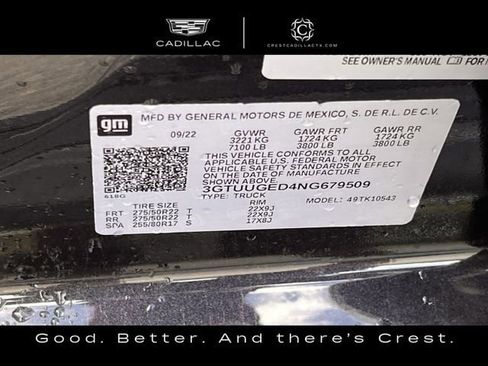 CADILLAC
CRESTCADILLACTX.COM
SEE OWNER'S MANUAL
gm
MFD BY GENERAL MOTORS DE MEXICO, S. DE R.L. DE C.V.
09/22 GVWR GAWR FRT GAWR RR
3221 KG 1724 KG 1724 KG
7100 LB 3800 LB 3800 LB
THIS VEHICLE CONFORMS TO ALL
APPLICABLE U.S. FEDERAL MOTOR VEHICLE
SAFETY STANDARDS IN EFFECT ON THE
DATE OF MANUFACTURE SHOWN ABOVE.
3GTUUGED4NG679509
618G TYPE: TRUCK MODEL: 49TK10543
TIRE SIZE RIM
FRT 275/50R22 T 22X9J
RR 275/50R22 T 22X9J
SPA 255/80R17 S 17X8J
Good. Better. And there's Crest.